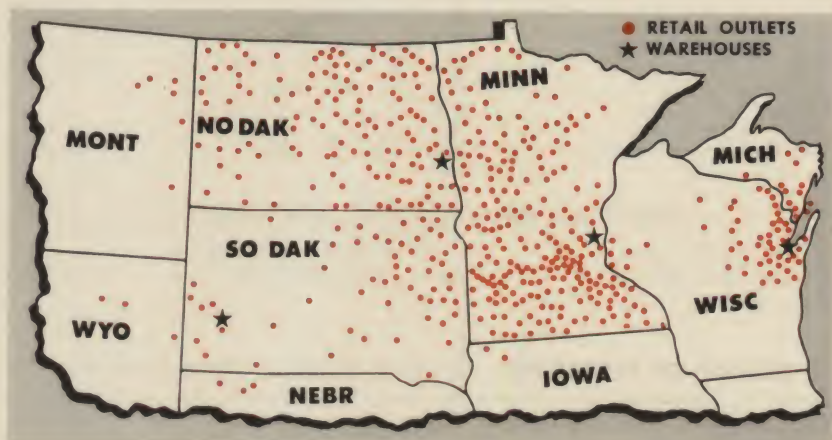 RETAIL OUTLETS
WAREHOUSES
MINN
NO DAK
MONT
MICH
SO DAK
WISC
WYO
IOWA
NEBR